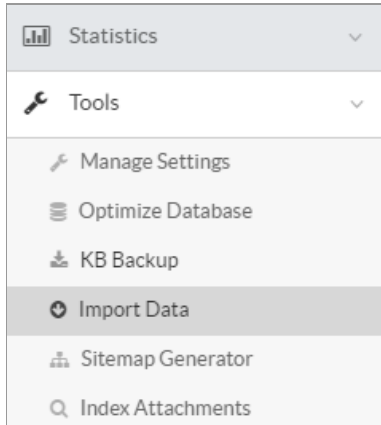 Statistics
Tools
Manage Settings
Optimize Database
KB Backup
Import Data
Sitemap Generator
Index Attachments